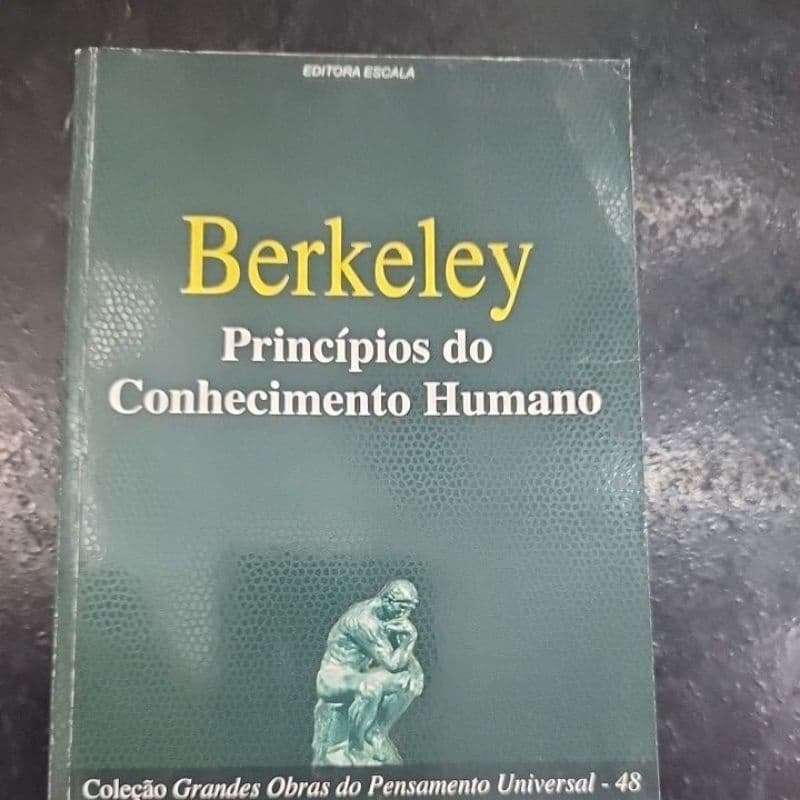 EDITORA ESCALA
Berkeley
Princípios do
Conhecimento Humano
Coleção Grandes Obras do Pensamento Universal - 48